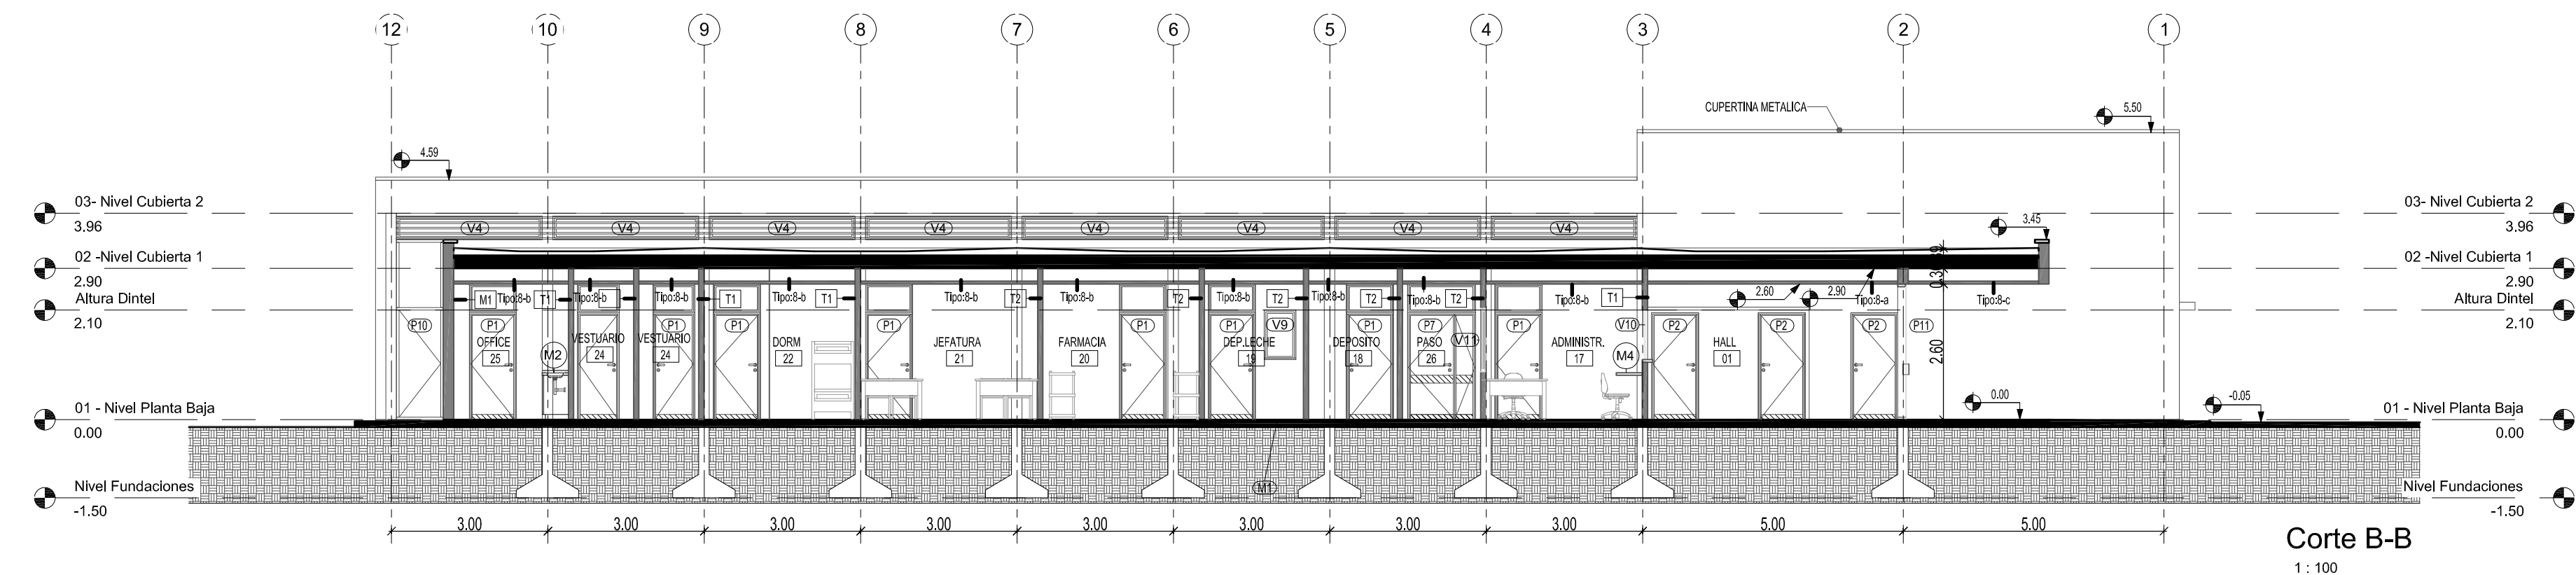 12 10 9 8 7 6 5 4 3 2 1
CUPERTINA METALICA
5.50
4.59
03- Nivel Cubierta 2
3.96
03- Nivel Cubierta 2
3.96
3.45
V4 V4 V4 V4 V4 V4 V4 V4
02 -Nivel Cubierta 1
2.90
02 -Nivel Cubierta 1
2.90
Altura Dintel
2.10
Altura Dintel
2.10
M1 Tipo:8-b T1 Tipo:8-b Tipo:8-b T1 Tipo:8-b T1 Tipo:8-b T2 Tipo:8-b T2 Tipo:8-b T2 Tipo:8-b T2 Tipo:8-b T2 Tipo:8-b T1 2.60 2.90 Tipo:8-a Tipo:8-c
P10 P1 P1 P1 P1 P1 P1 V9 P1 P7 P1 V10 P2 P2 P2 P11
OFFICE
25
M2
VESTUARIO
24
VESTUARIO
24
DORM
22
JEFATURA
21
FARMACIA
20
DEP.LECHE
19
DEPOSITO
18
PASO
26
V11
ADMINISTR.
17
M4
HALL
01
2.60
0.00
-0.05
01 - Nivel Planta Baja
0.00
01 - Nivel Planta Baja
0.00
M1
Nivel Fundaciones
-1.50
Nivel Fundaciones
-1.50
3.00 3.00 3.00 3.00 3.00 3.00 3.00 3.00 5.00 5.00
Corte B-B
1 : 100